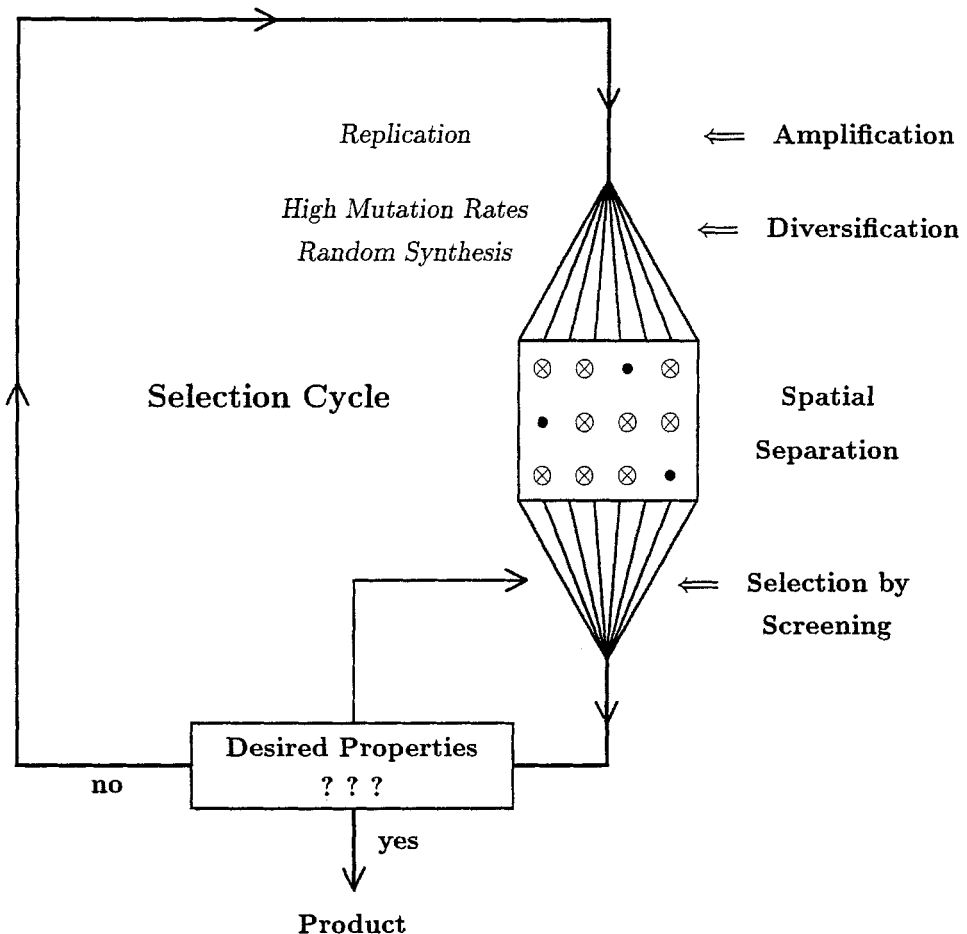 Replication
⇐ Amplification
High Mutation Rates
⇐ Diversification
Random Synthesis
Selection Cycle
Spatial
Separation
⇐ Selection by
Screening
Desired Properties
? ? ?
no
yes
Product